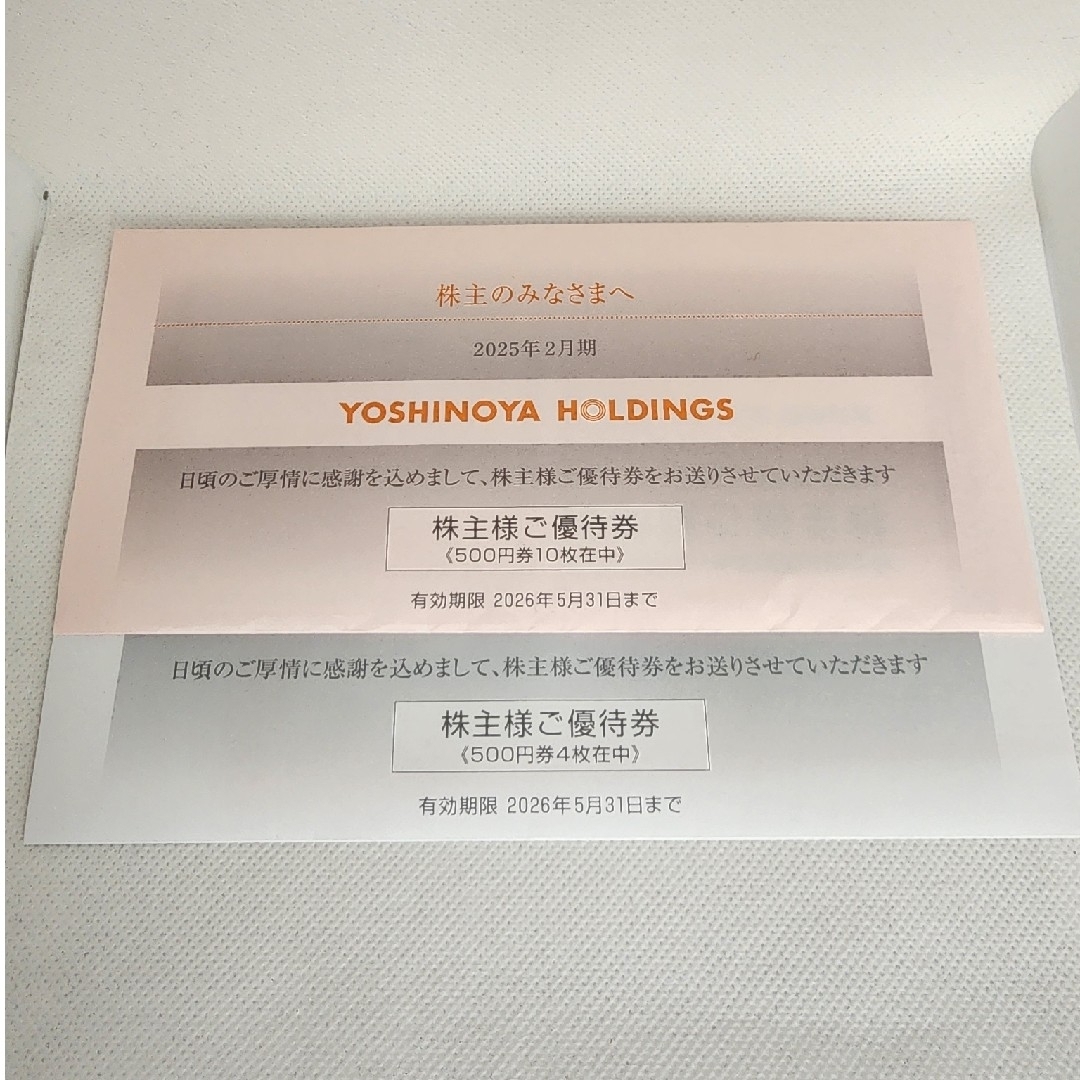 株主のみなさまへ
2025年2月期
YOSHINOYA HOLDINGS
日頃のご厚情に感謝を込めまして、株主様ご優待券をお送りさせていただきます
株主様ご優待券
《500円券10枚在中》
有効期限 2026年5月31日まで
日頃のご厚情に感謝を込めまして、株主様ご優待券をお送りさせていただきます
株主様ご優待券
《500円券4枚在中》
有効期限 2026年5月31日まで